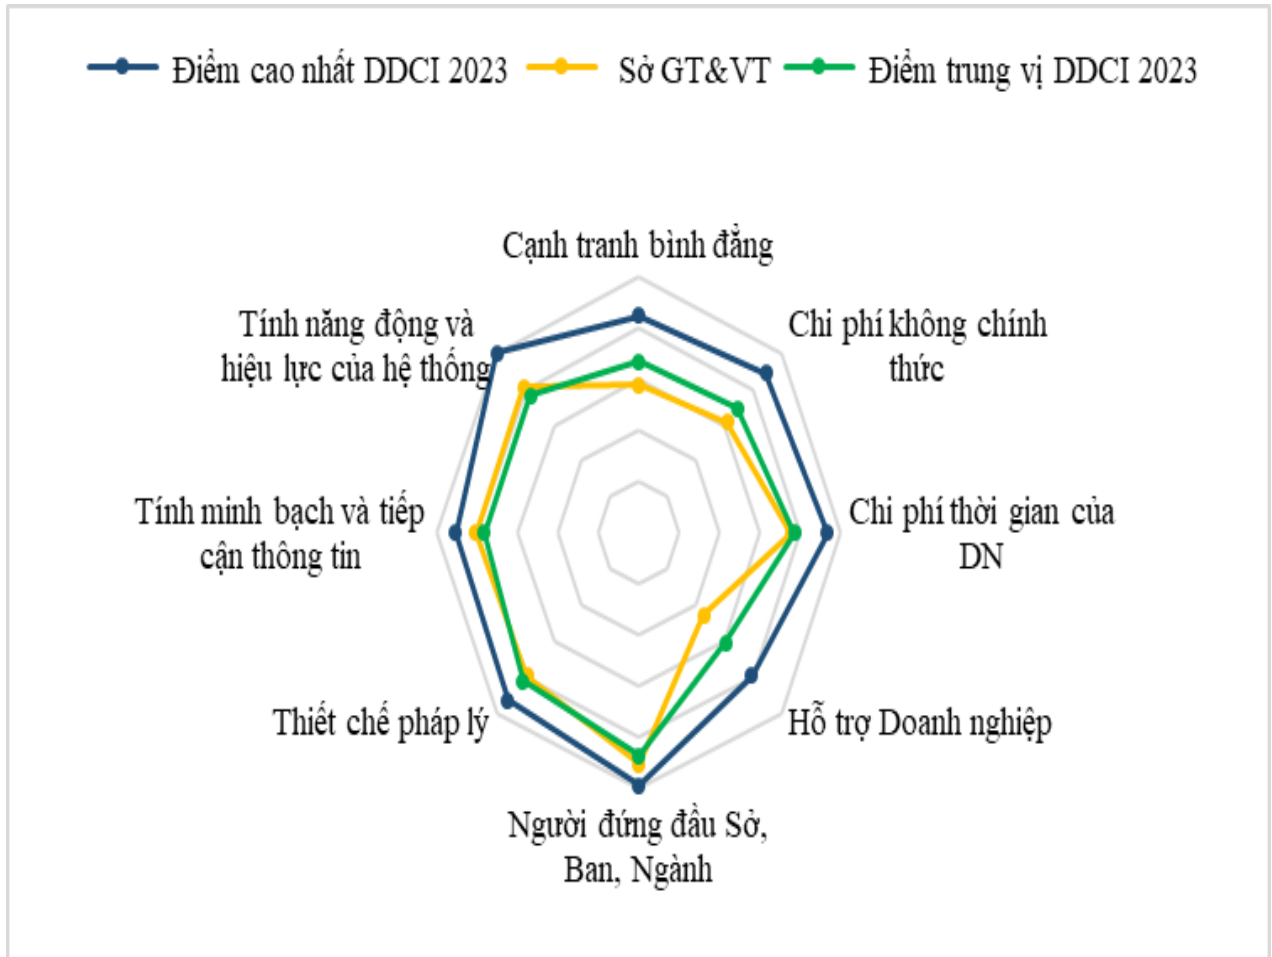 Điểm cao nhất DDCI 2023 Sở GT&VT Điểm trung vị DDCI 2023
Cạnh tranh bình đẳng
Tính năng động và
hiệu lực của hệ thống
Chi phí không chính
thức
Tính minh bạch và tiếp
cận thông tin
Chi phí thời gian của
DN
Thiết chế pháp lý
Hỗ trợ Doanh nghiệp
Người đứng đầu Sở,
Ban, Ngành